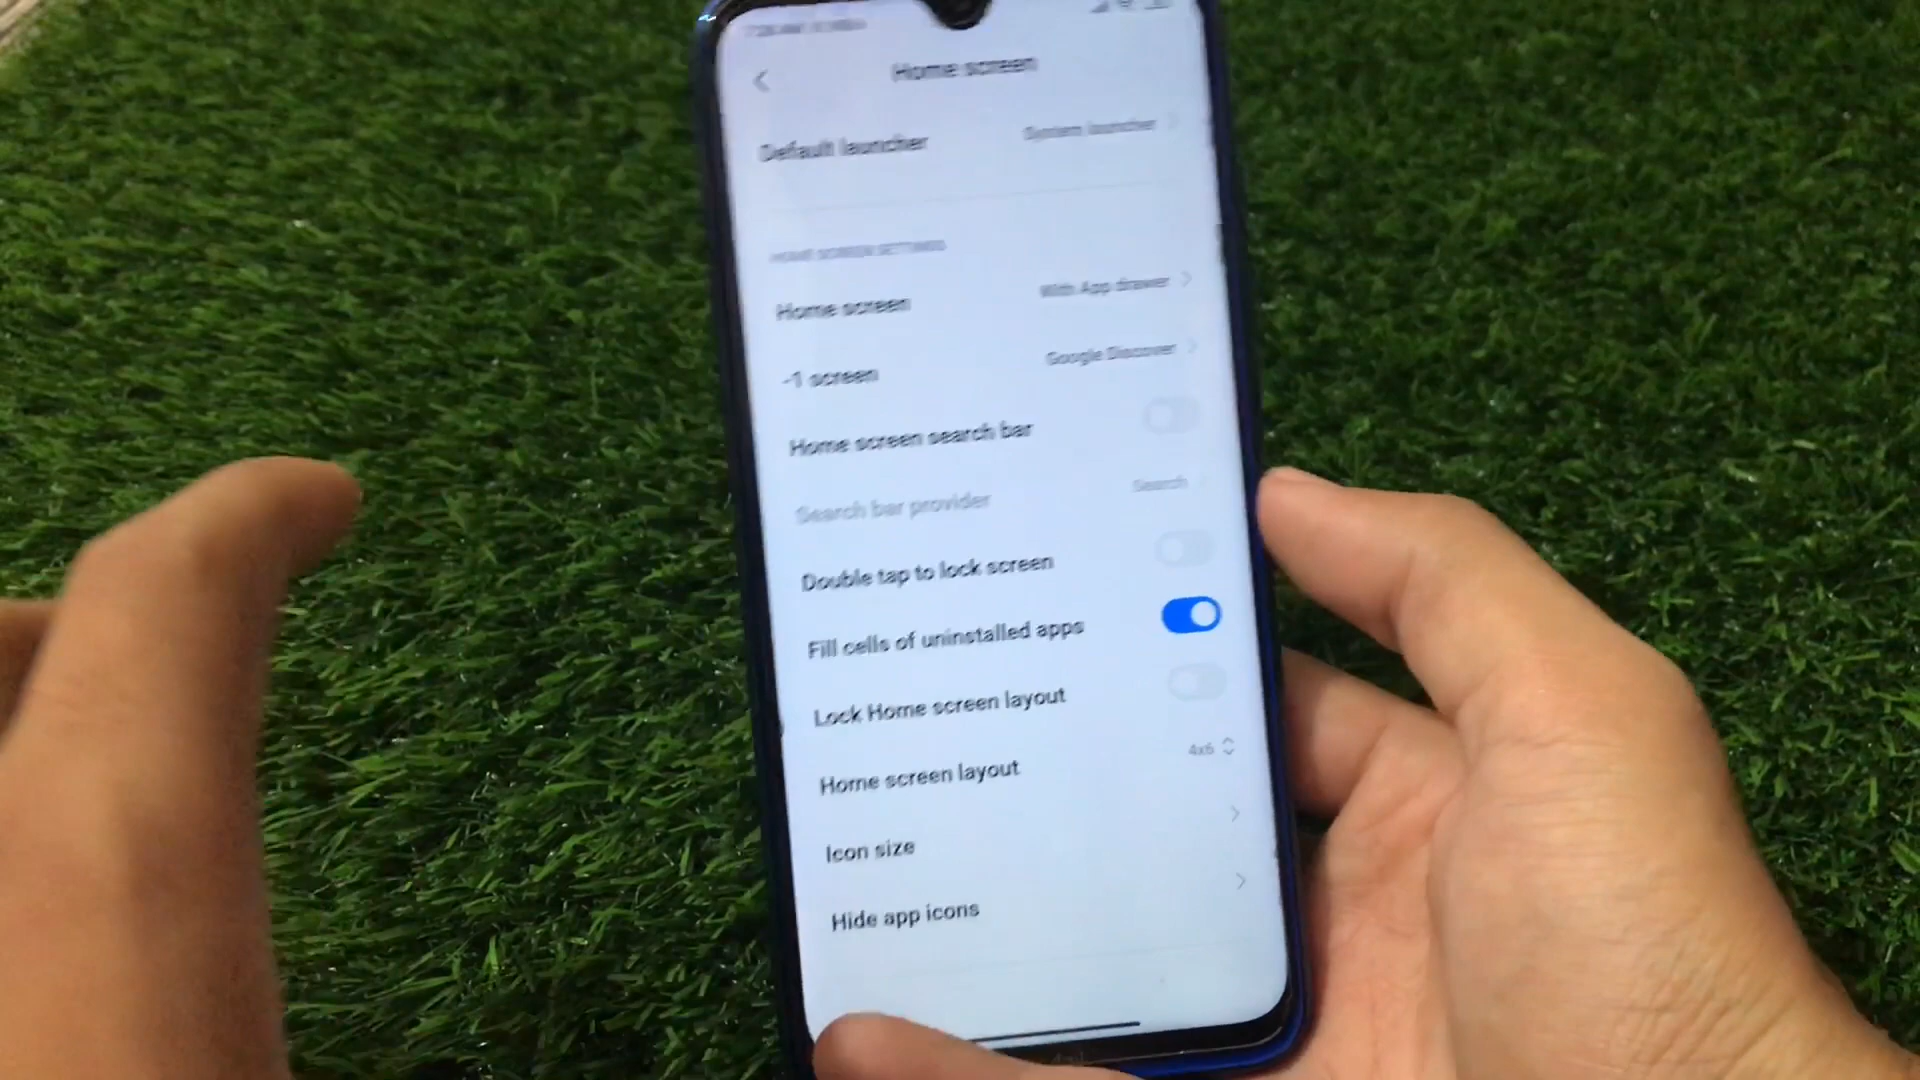 Home screen
Default launcher System launcher
HOME SCREEN SETTINGS
Home screen With App drawer
-1 screen Google Discover
Home screen search bar
Search bar provider Search
Double tap to lock screen
Fill cells of uninstalled apps
Lock Home screen layout
Home screen layout 4x6
Icon size
Hide app icons